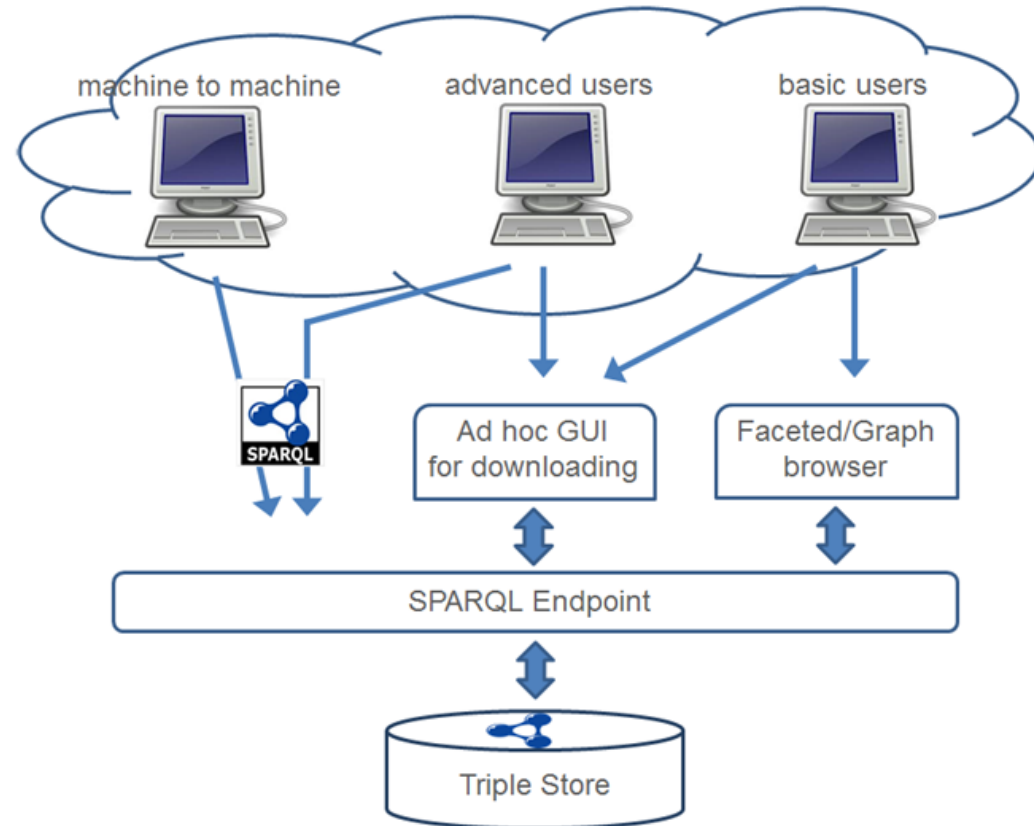 machine to machine
advanced users
basic users
SPARQL
Ad hoc GUI
for downloading
Faceted/Graph
browser
SPARQL Endpoint
Triple Store